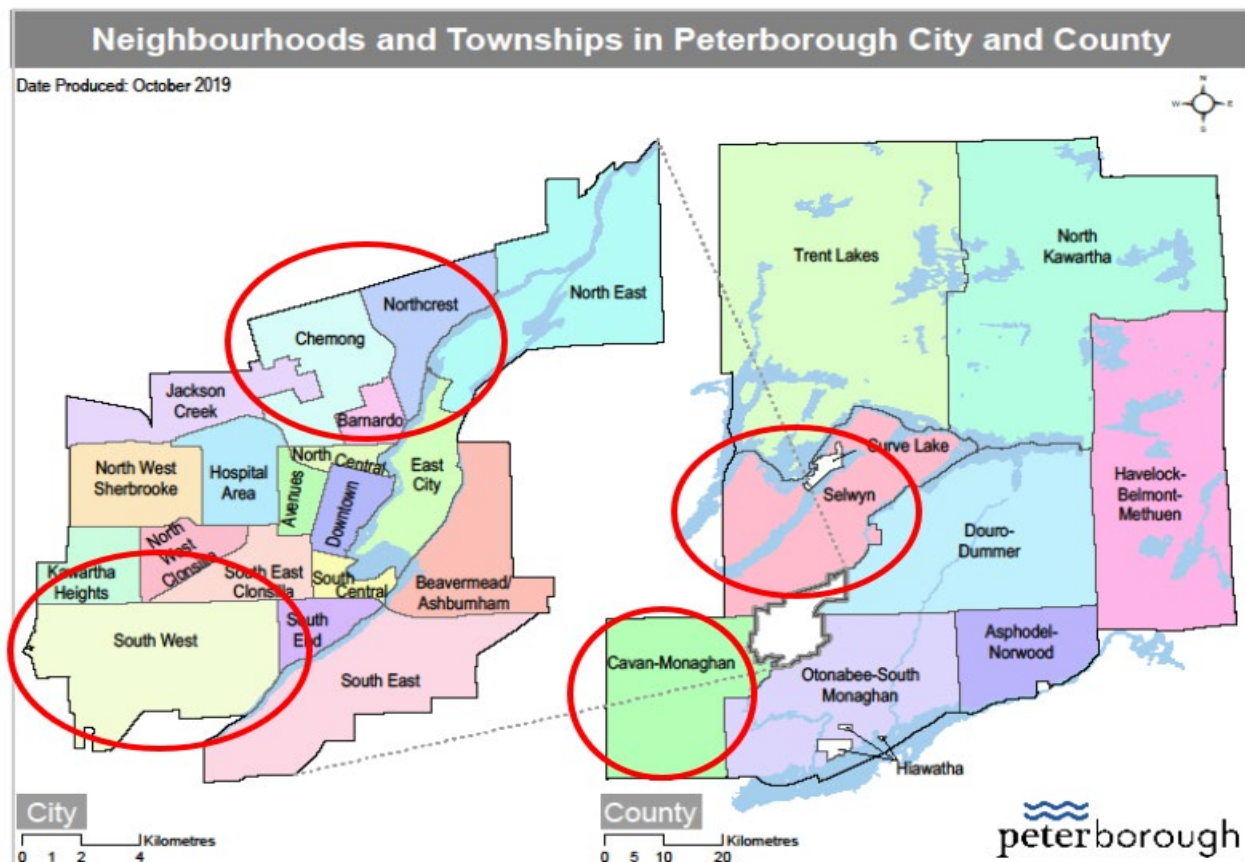 Neighbourhoods and Townships in Peterborough City and County
Date Produced: October 2019
N
W E
S
North East
Northcrest
Chemong
Jackson
Creek
Barnardo
North Central
North West
Sherbrooke
Hospital
Area
Avenues
Downtown
East
City
Kawartha
Heights
North
West
Clonsilla
South East
Clonsilla
South
Central
Beavermead/
Ashburnham
South West
South
End
South East
City
0 1 2 4 Kilometres
Trent Lakes
North
Kawartha
Curve Lake
Selwyn
Havelock-
Belmont-
Methuen
Douro-
Dummer
Cavan-Monaghan
Otonabee-South
Monaghan
Asphodel-
Norwood
Hiawatha
County
0 5 10 20 Kilometres
peterborough